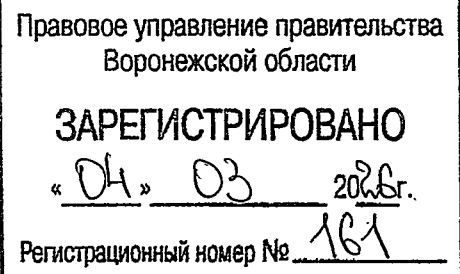 Правовое управление правительства
Воронежской области
ЗАРЕГИСТРИРОВАНО
« 04 » 03 2026г.
Регистрационный номер № 161